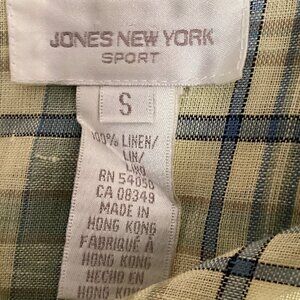 JONES NEW YORK
SPORT
S
100% LINEN/
LIN/
LINO
RN 54050
CA 08349
MADE IN
HONG KONG
FABRIQUÉ À
HONG KONG
HECHO EN
HONG KONG